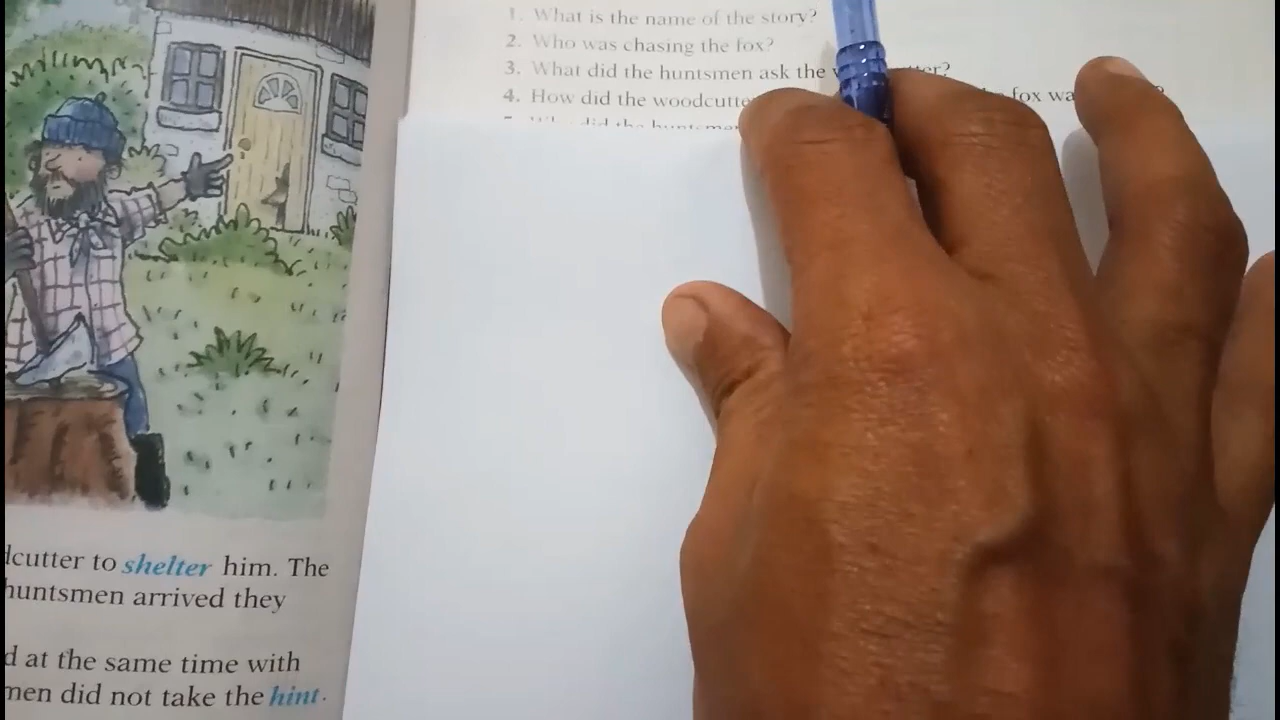 dcutter to shelter him. The
huntsmen arrived they
d at the same time with
men did not take the hint.
1. What is the name of the story?
2. Who was chasing the fox?
3. What did the huntsmen ask the
4. How did the woodcutte fox wa